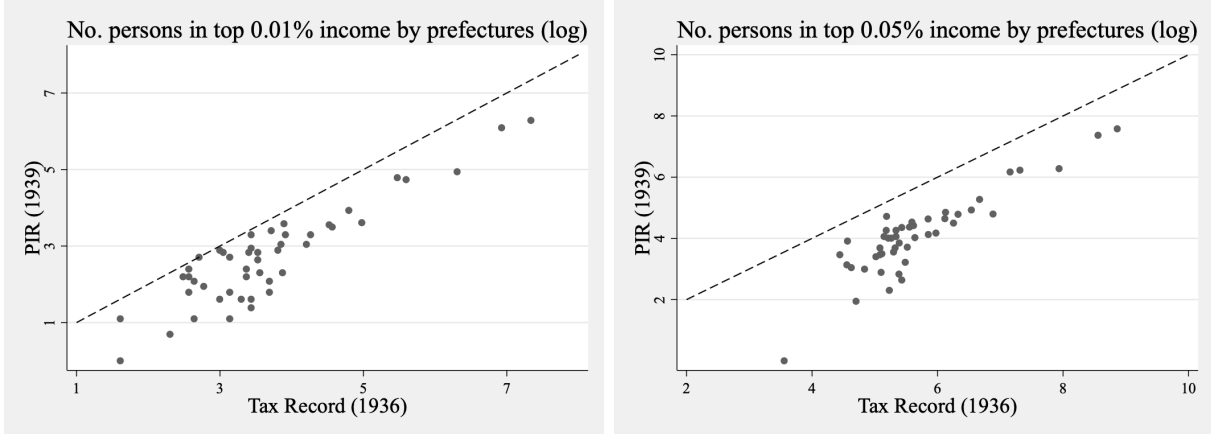 No. persons in top 0.01% income by prefectures (log)
PIR (1939)
7
5
3
1
1 3 5 7
Tax Record (1936)
No. persons in top 0.05% income by prefectures (log)
PIR (1939)
10
8
6
4
2
2 4 6 8 10
Tax Record (1936)